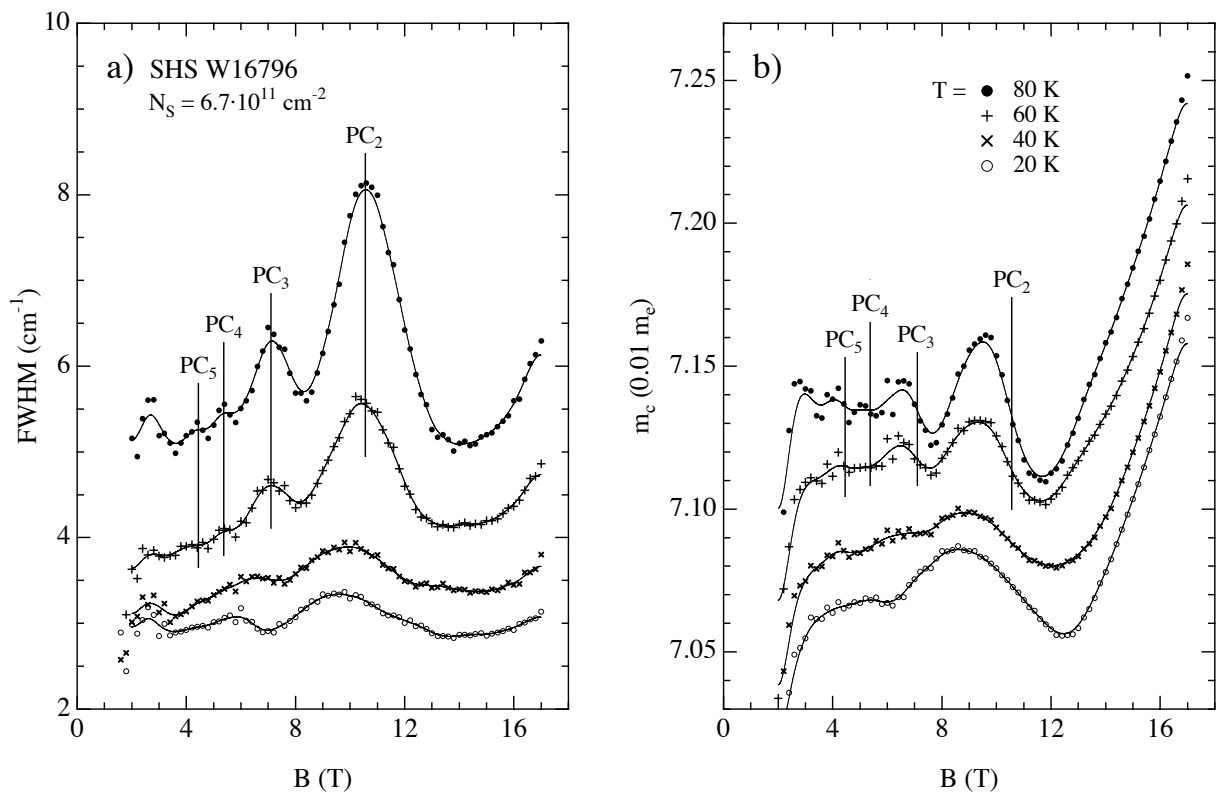 a) SHS W16796
N_S = 6.7·10^11 cm^-2
PC_2
PC_3
PC_4
PC_5
FWHM (cm^-1)
10
8
6
4
2
0
4
8
12
16
B (T)
b)
T = ● 80 K
+ 60 K
× 40 K
○ 20 K
PC_2
PC_4
PC_3
PC_5
m_c (0.01 m_e)
7.25
7.20
7.15
7.10
7.05
0
4
8
12
16
B (T)